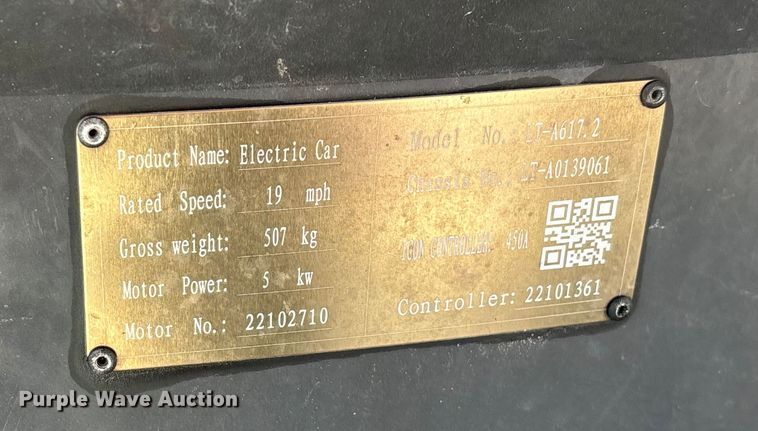 Product Name: Electric Car
Rated Speed: 19 mph
Gross weight: 507 kg
Motor Power: 5 kw
Motor No.: 22102710
Model No.: LT-A617.2
Chassis No.: LT-A0139061
ICON CONTROLLER: 450A
Controller: 22101361
Purple Wave Auction